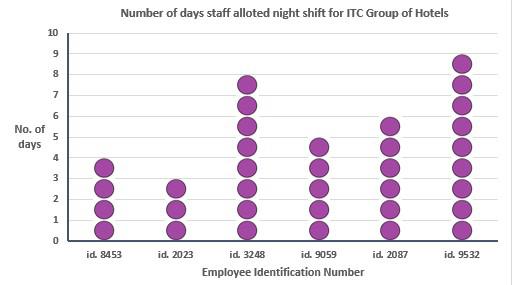 Number of days staff alloted night shift for ITC Group of Hotels
10
9
8
7
6
5
4
3
2
1
0
No. of
days
id. 8453 id. 2023 id. 3248 id. 9059 id. 2087 id. 9532
Employee Identification Number